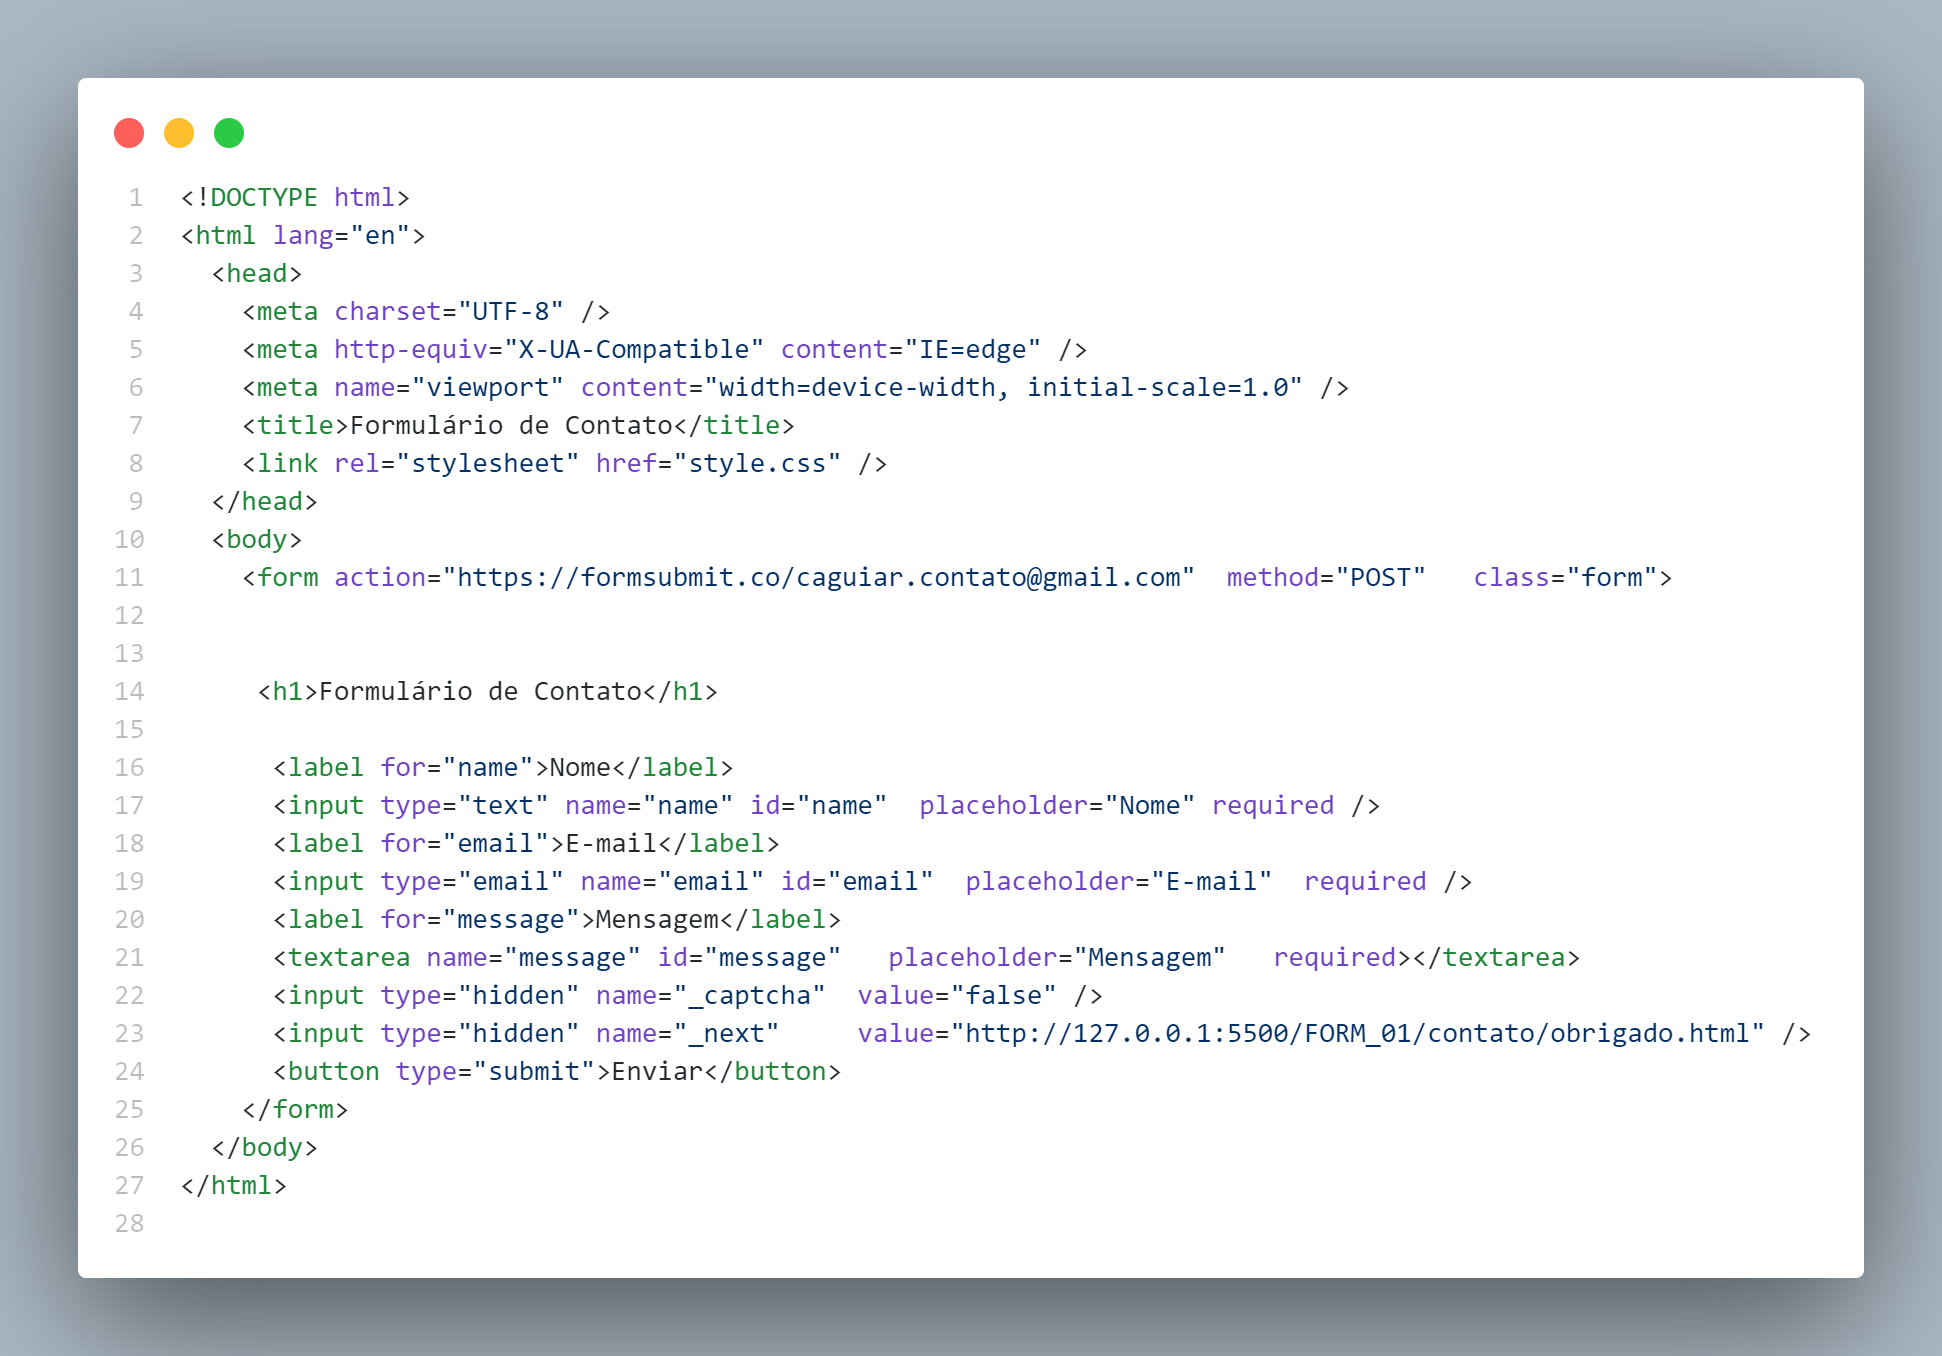 1 <!DOCTYPE html>
2 <html lang="en">
3   <head>
4     <meta charset="UTF-8" />
5     <meta http-equiv="X-UA-Compatible" content="IE=edge" />
6     <meta name="viewport" content="width=device-width, initial-scale=1.0" />
7     <title>Formulário de Contato</title>
8     <link rel="stylesheet" href="style.css" />
9   </head>
10   <body>
11     <form action="https://formsubmit.co/caguiar.contato@gmail.com"  method="POST"   class="form">
12
13
14      <h1>Formulário de Contato</h1>
15
16       <label for="name">Nome</label>
17       <input type="text" name="name" id="name"  placeholder="Nome" required />
18       <label for="email">E-mail</label>
19       <input type="email" name="email" id="email"  placeholder="E-mail"  required />
20       <label for="message">Mensagem</label>
21       <textarea name="message" id="message"   placeholder="Mensagem"   required></textarea>
22       <input type="hidden" name="_captcha"  value="false" />
23       <input type="hidden" name="_next"     value="http://127.0.0.1:5500/FORM_01/contato/obrigado.html" />
24       <button type="submit">Enviar</button>
25     </form>
26   </body>
27 </html>
28